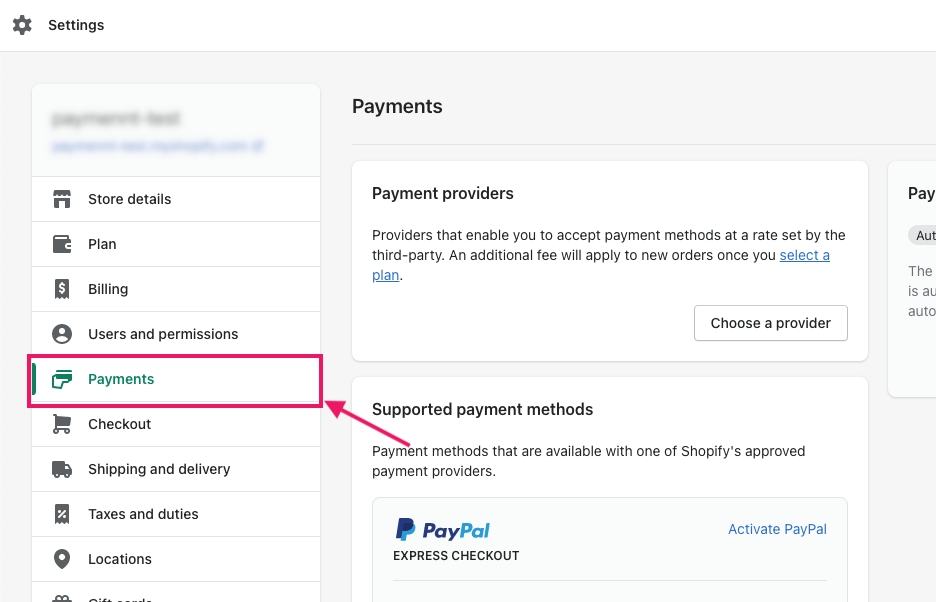 Settings
Payments
Store details
Plan
Billing
Users and permissions
Payments
Checkout
Shipping and delivery
Taxes and duties
Locations
Payment providers
Providers that enable you to accept payment methods at a rate set by the
third-party. An additional fee will apply to new orders once you select a
plan.
Choose a provider
Supported payment methods
Payment methods that are available with one of Shopify's approved
payment providers.
PayPal
Activate PayPal
EXPRESS CHECKOUT
Pay
Aut
The
is au
auto